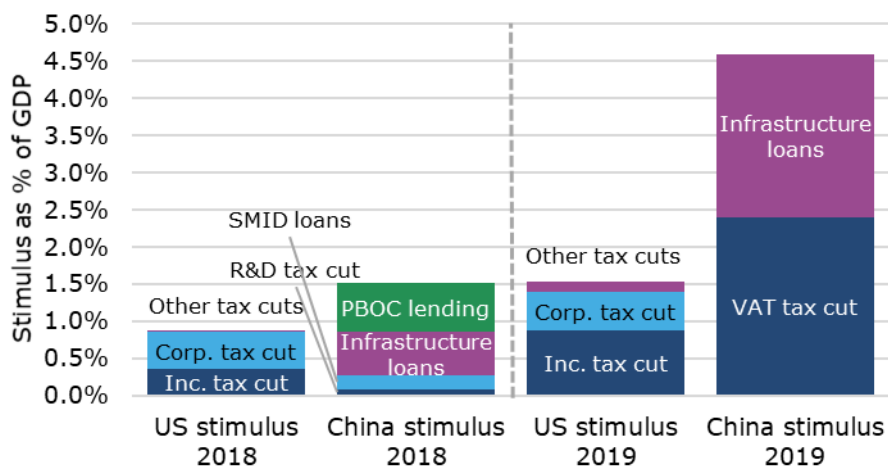 Stimulus as % of GDP
5.0%
4.5%
4.0%
3.5%
3.0%
2.5%
2.0%
1.5%
1.0%
0.5%
0.0%
SMID loans
R&D tax cut
Other tax cuts
Corp. tax cut
Inc. tax cut
PBOC lending
Infrastructure
loans
Other tax cuts
Corp. tax cut
Inc. tax cut
Infrastructure
loans
VAT tax cut
US stimulus
2018
China stimulus
2018
US stimulus
2019
China stimulus
2019